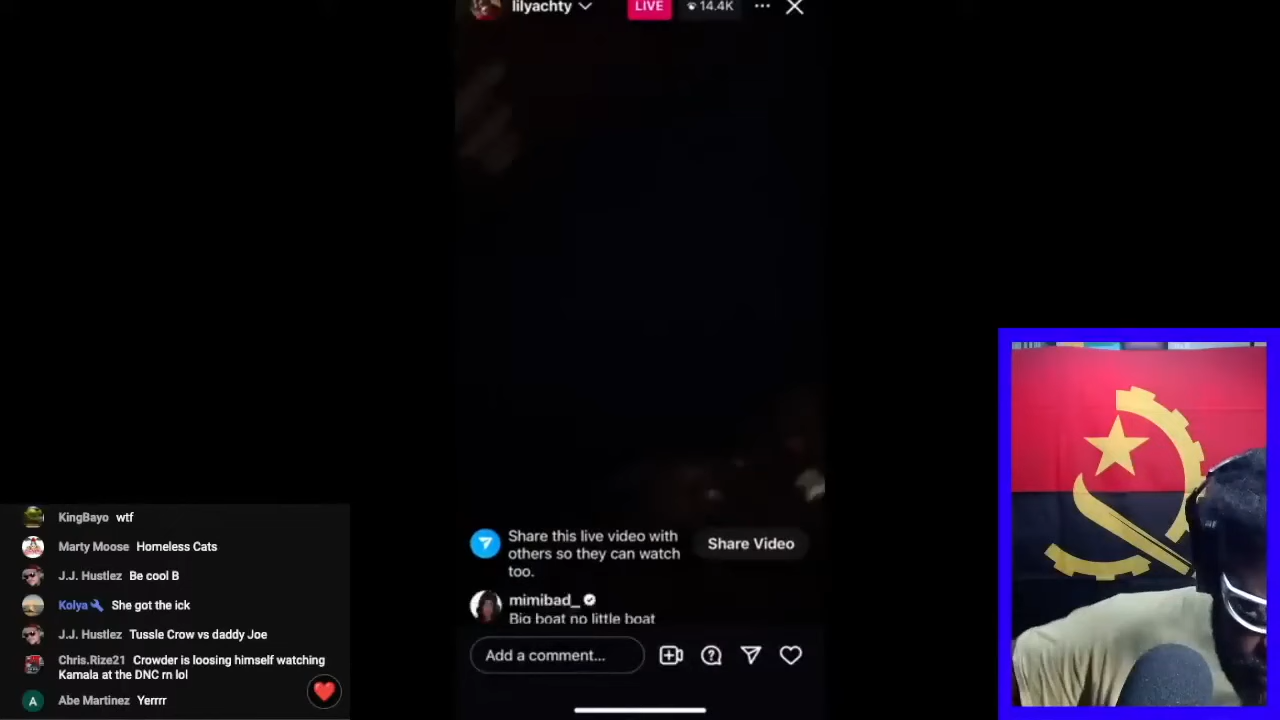 lilyachty
LIVE
14.4K
Share this live video with
others so they can watch
too.
Share Video
mimibad_
Big boat no little boat
Add a comment...
KingBayo wtf
Marty Moose Homeless Cats
J.J. Hustlez Be cool B
Kolya She got the ick
J.J. Hustlez Tussle Crow vs daddy Joe
Chris.Rize21 Crowder is loosing himself watching
Kamala at the DNC rn lol
A
Abe Martinez Yerrrr